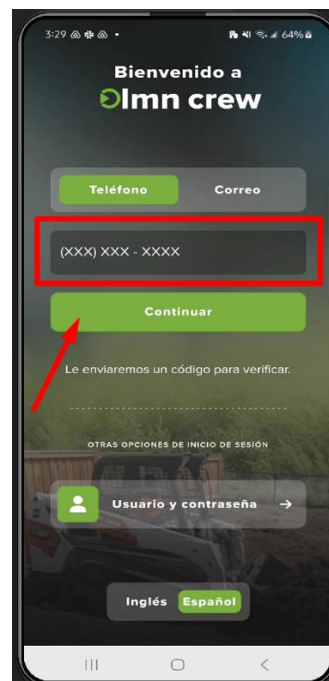 3:29
64%
Bienvenido a
lmn crew
Teléfono Correo
(XXX) XXX - XXXX
Continuar
Le enviaremos un código para verificar.
OTRAS OPCIONES DE INICIO DE SESIÓN
Usuario y contraseña →
Inglés Español